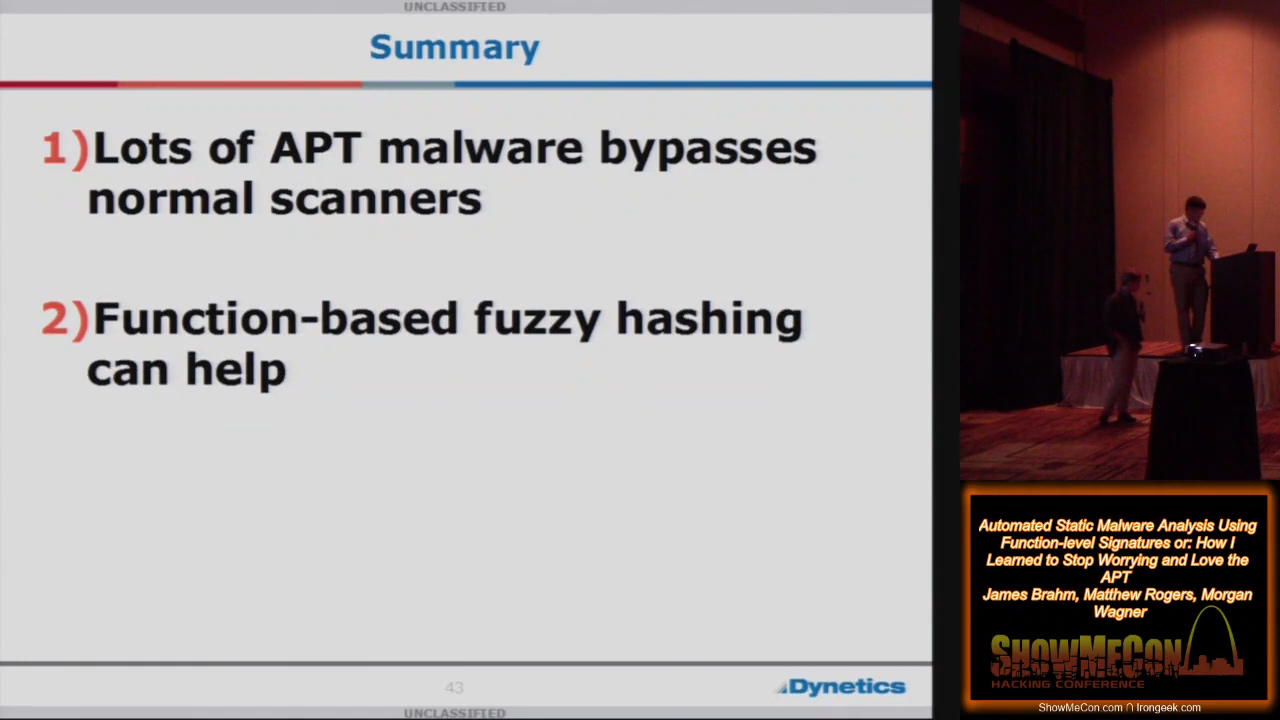 UNCLASSIFIED
Summary
1)Lots of APT malware bypasses
normal scanners
2)Function-based fuzzy hashing
can help
43
Dynetics
UNCLASSIFIED
Automated Static Malware Analysis Using
Function-level Signatures or: How I
Learned to Stop Worrying and Love the
APT
James Brahm, Matthew Rogers, Morgan
Wagner
SHOWMECON
HACKING CONFERENCE
ShowMeCon.com ∩ Irongeek.com